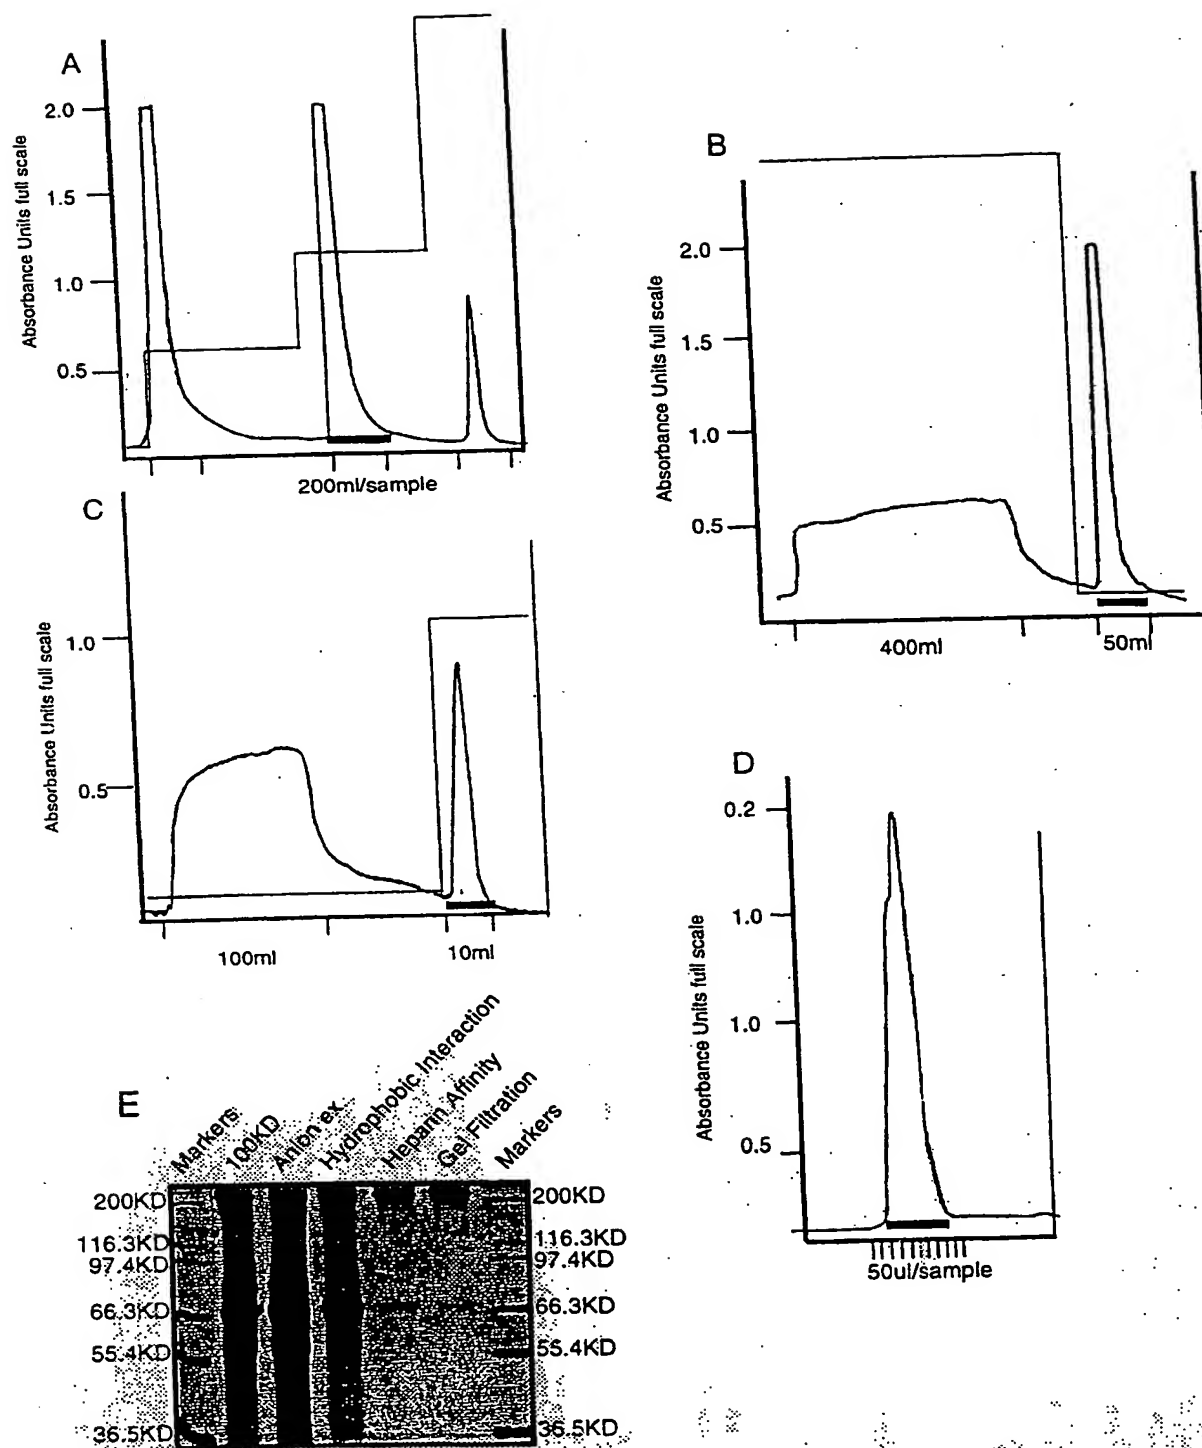 A
Absorbance Units full scale
2.0
1.5
1.0
0.5
200ml/sample
B
Absorbance Units full scale
2.0
1.5
1.0
0.5
400ml
50ml
C
Absorbance Units full scale
1.0
0.5
100ml
10ml
D
Absorbance Units full scale
0.2
1.0
1.0
0.5
50ul/sample
E
Markers
100KD
Anion ex.
Hydrophobic Interaction
Heparin Affinity
Gel Filtration
Markers
200KD
116.3KD
97.4KD
66.3KD
55.4KD
36.5KD
200KD
116.3KD
97.4KD
66.3KD
55.4KD
36.5KD